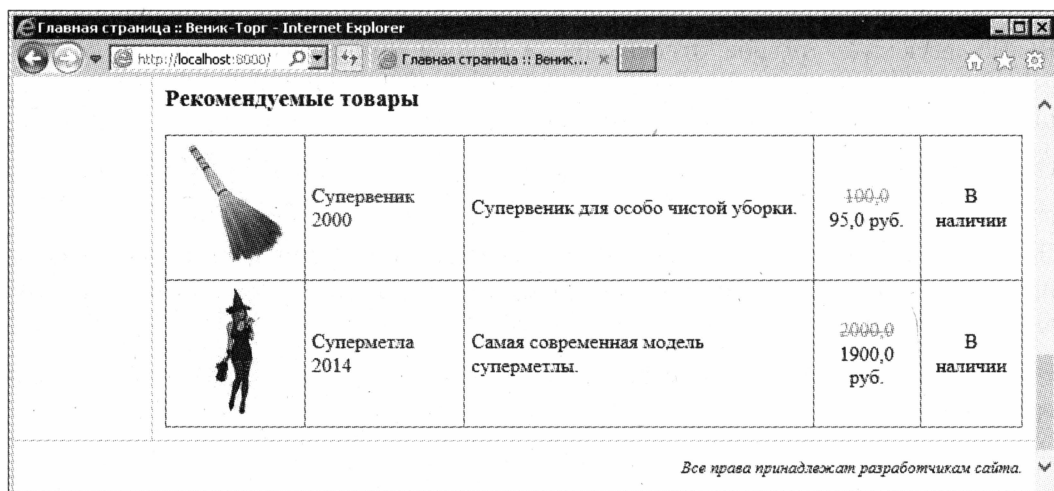 Главная страница :: Веник-Торг - Internet Explorer
http://localhost:8000/
Главная страница :: Веник...
Рекомендуемые товары
Супервеник
2000
Супервеник для особо чистой уборки.
100,0
95,0 руб.
В
наличии
Суперметла
2014
Самая современная модель
суперметлы.
2000,0
1900,0
руб.
В
наличии
Все права принадлежат разработчикам сайта.